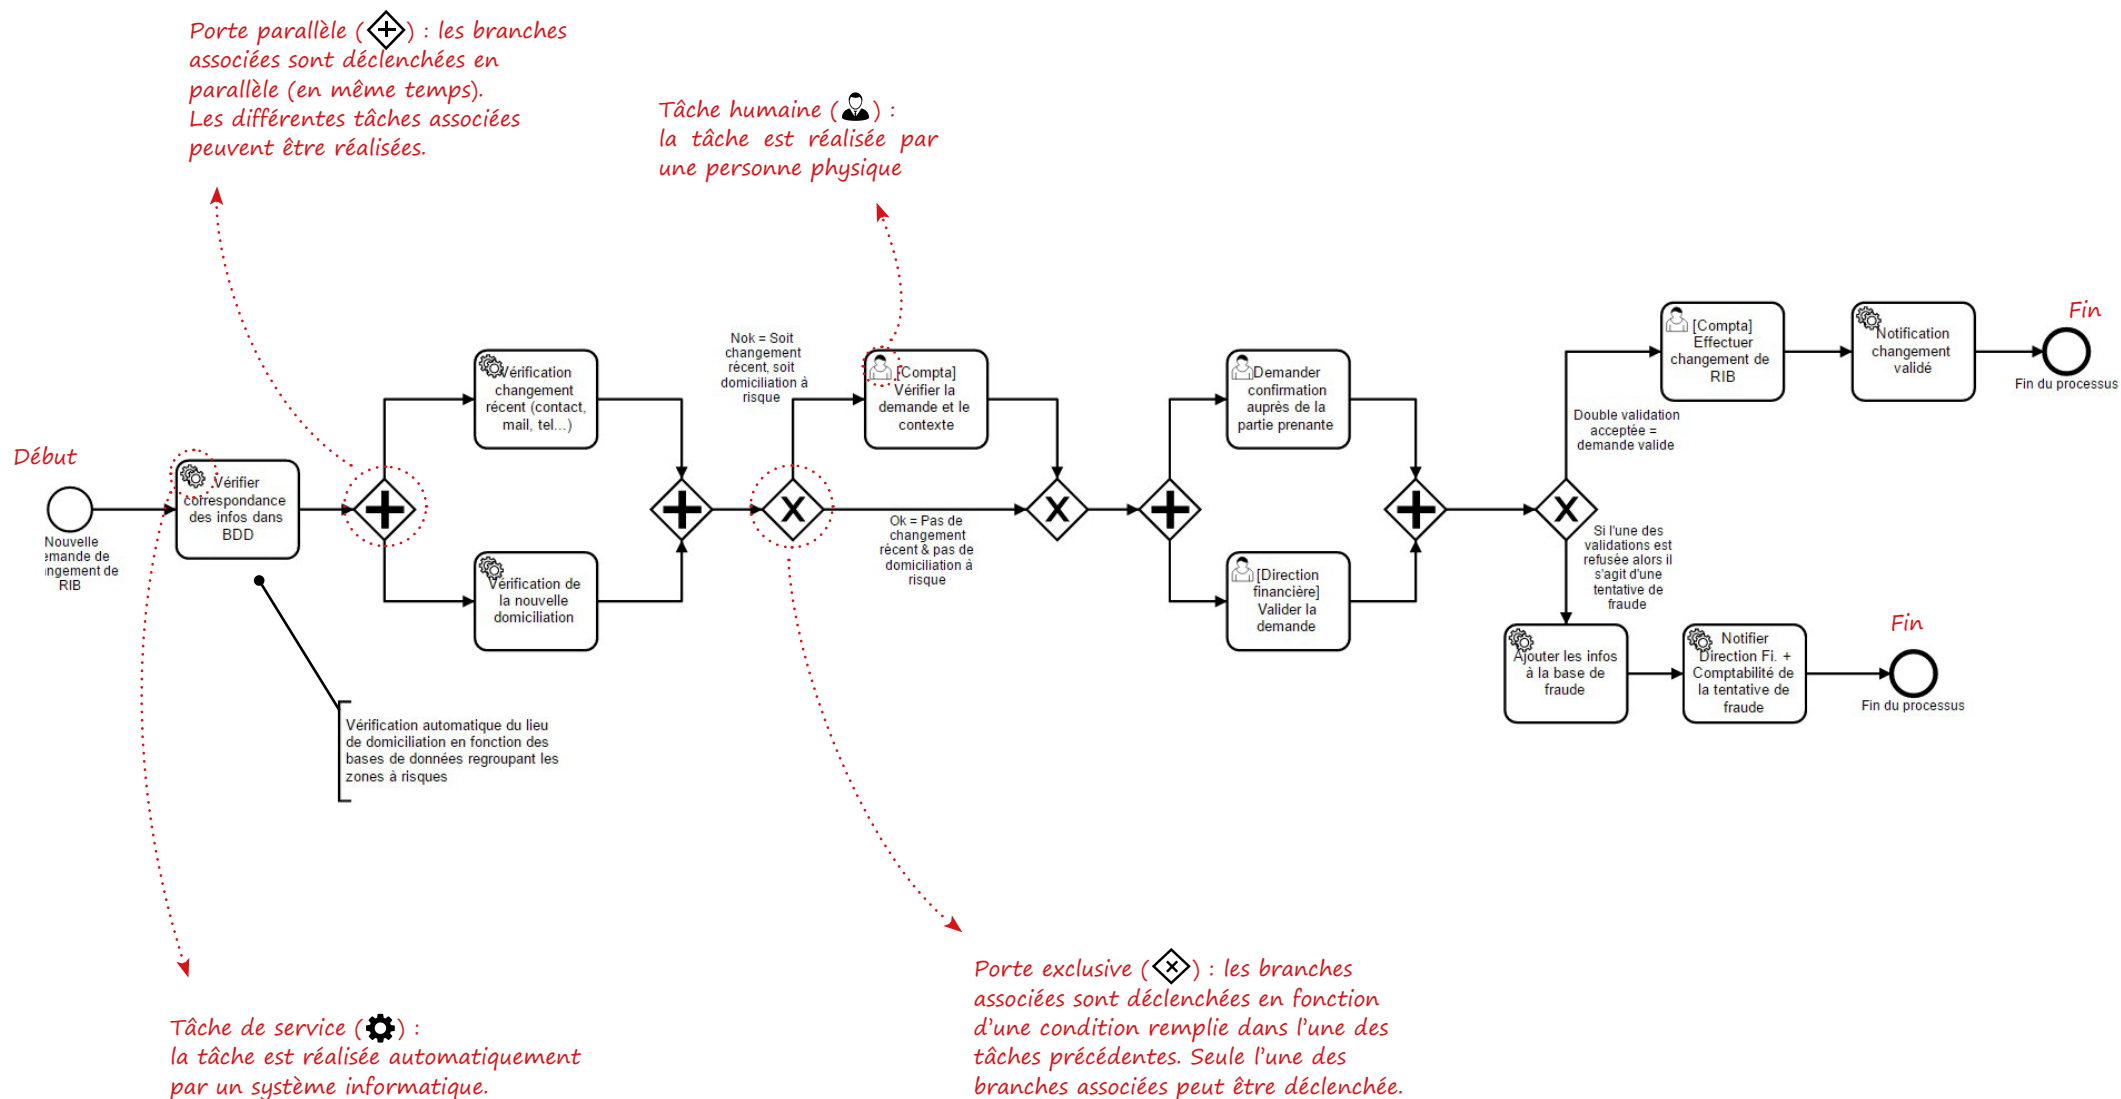 Porte parallèle ( ) : les branches
associées sont déclenchées en
parallèle (en même temps).
Les différentes tâches associées
peuvent être réalisées.
Tâche humaine ( ) :
la tâche est réalisée par
une personne physique
Début
Nouvelle
emande de
ngement de
RIB
Vérifier
correspondance
des infos dans
BDD
Vérification
changement
récent (contact,
mail, tel...)
Vérification de
la nouvelle
domiciliation
Vérification automatique du lieu
de domiciliation en fonction des
bases de données regroupant les
zones à risques
Nok = Soit
changement
récent, soit
domiciliation à
risque
X
[Compta]
Vérifier la
demande et le
contexte
Ok = Pas de
changement
récent & pas de
domiciliation à
risque
X
Demander
confirmation
auprès de la
partie prenante
[Direction
financière]
Valider la
demande
X
Double validation
acceptée =
demande valide
[Compta]
Effectuer
changement de
RIB
Notification
changement
validé
Fin
Fin du processus
Si l'une des
validations est
refusée alors il
s'agit d'une
tentative de
fraude
Ajouter les infos
à la base de
fraude
Notifier
Direction Fi. +
Comptabilité de
la tentative de
fraude
Fin
Fin du processus
Tâche de service ( ) :
la tâche est réalisée automatiquement
par un système informatique.
Porte exclusive ( ) : les branches
associées sont déclenchées en fonction
d'une condition remplie dans l'une des
tâches précédentes. Seule l'une des
branches associées peut être déclenchée.